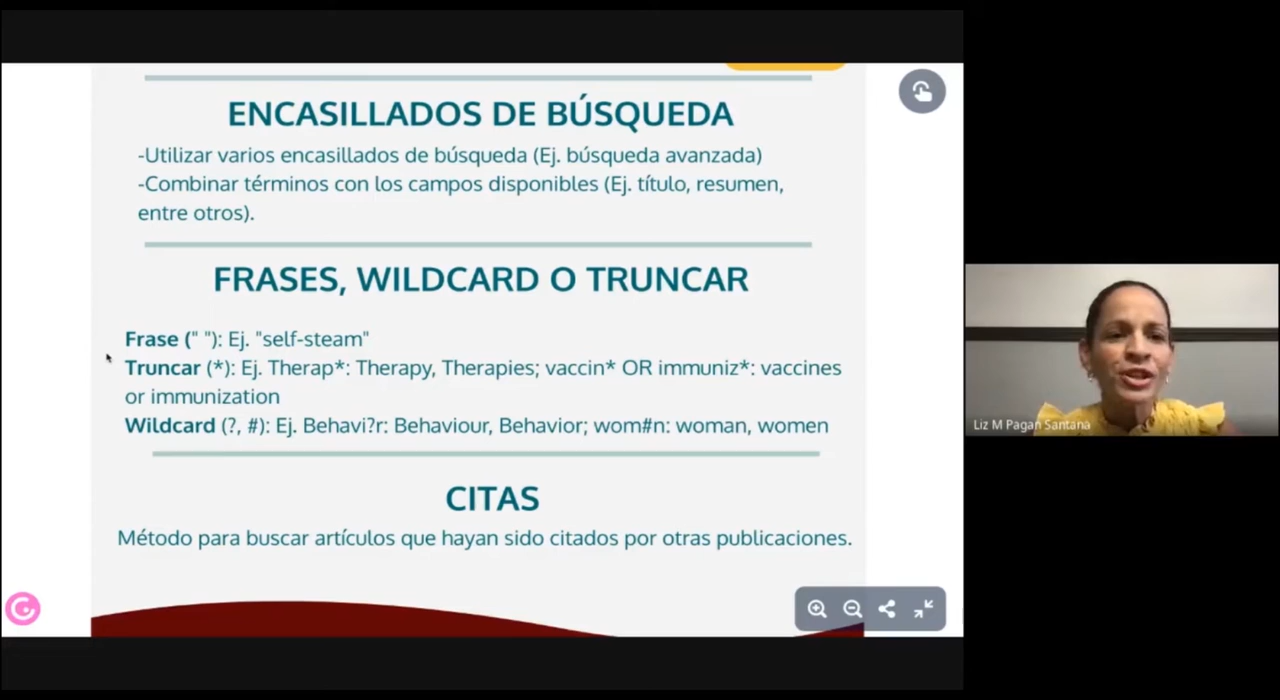 ENCASILLADOS DE BÚSQUEDA
-Utilizar varios encasillados de búsqueda (Ej. búsqueda avanzada)
-Combinar términos con los campos disponibles (Ej. título, resumen,
entre otros).
FRASES, WILDCARD O TRUNCAR
Frase (" "): Ej. "self-steam"
Truncar (*): Ej. Therap*: Therapy, Therapies; vaccin* OR immuniz*: vaccines
or immunization
Wildcard (?, #): Ej. Behavi?r: Behaviour, Behavior; wom#n: woman, women
CITAS
Método para buscar artículos que hayan sido citados por otras publicaciones.
Liz M Pagan Santana